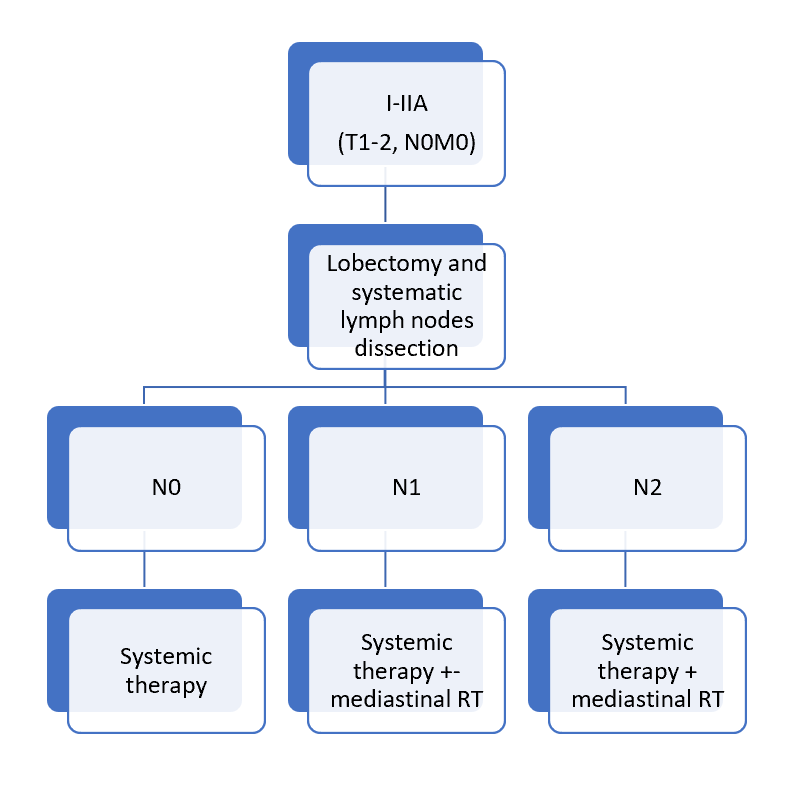 I-IIA
(T1-2, N0M0)
Lobectomy and
systematic
lymph nodes
dissection
N0
N1
N2
Systemic
therapy
Systemic
therapy +-
mediastinal RT
Systemic
therapy +
mediastinal RT